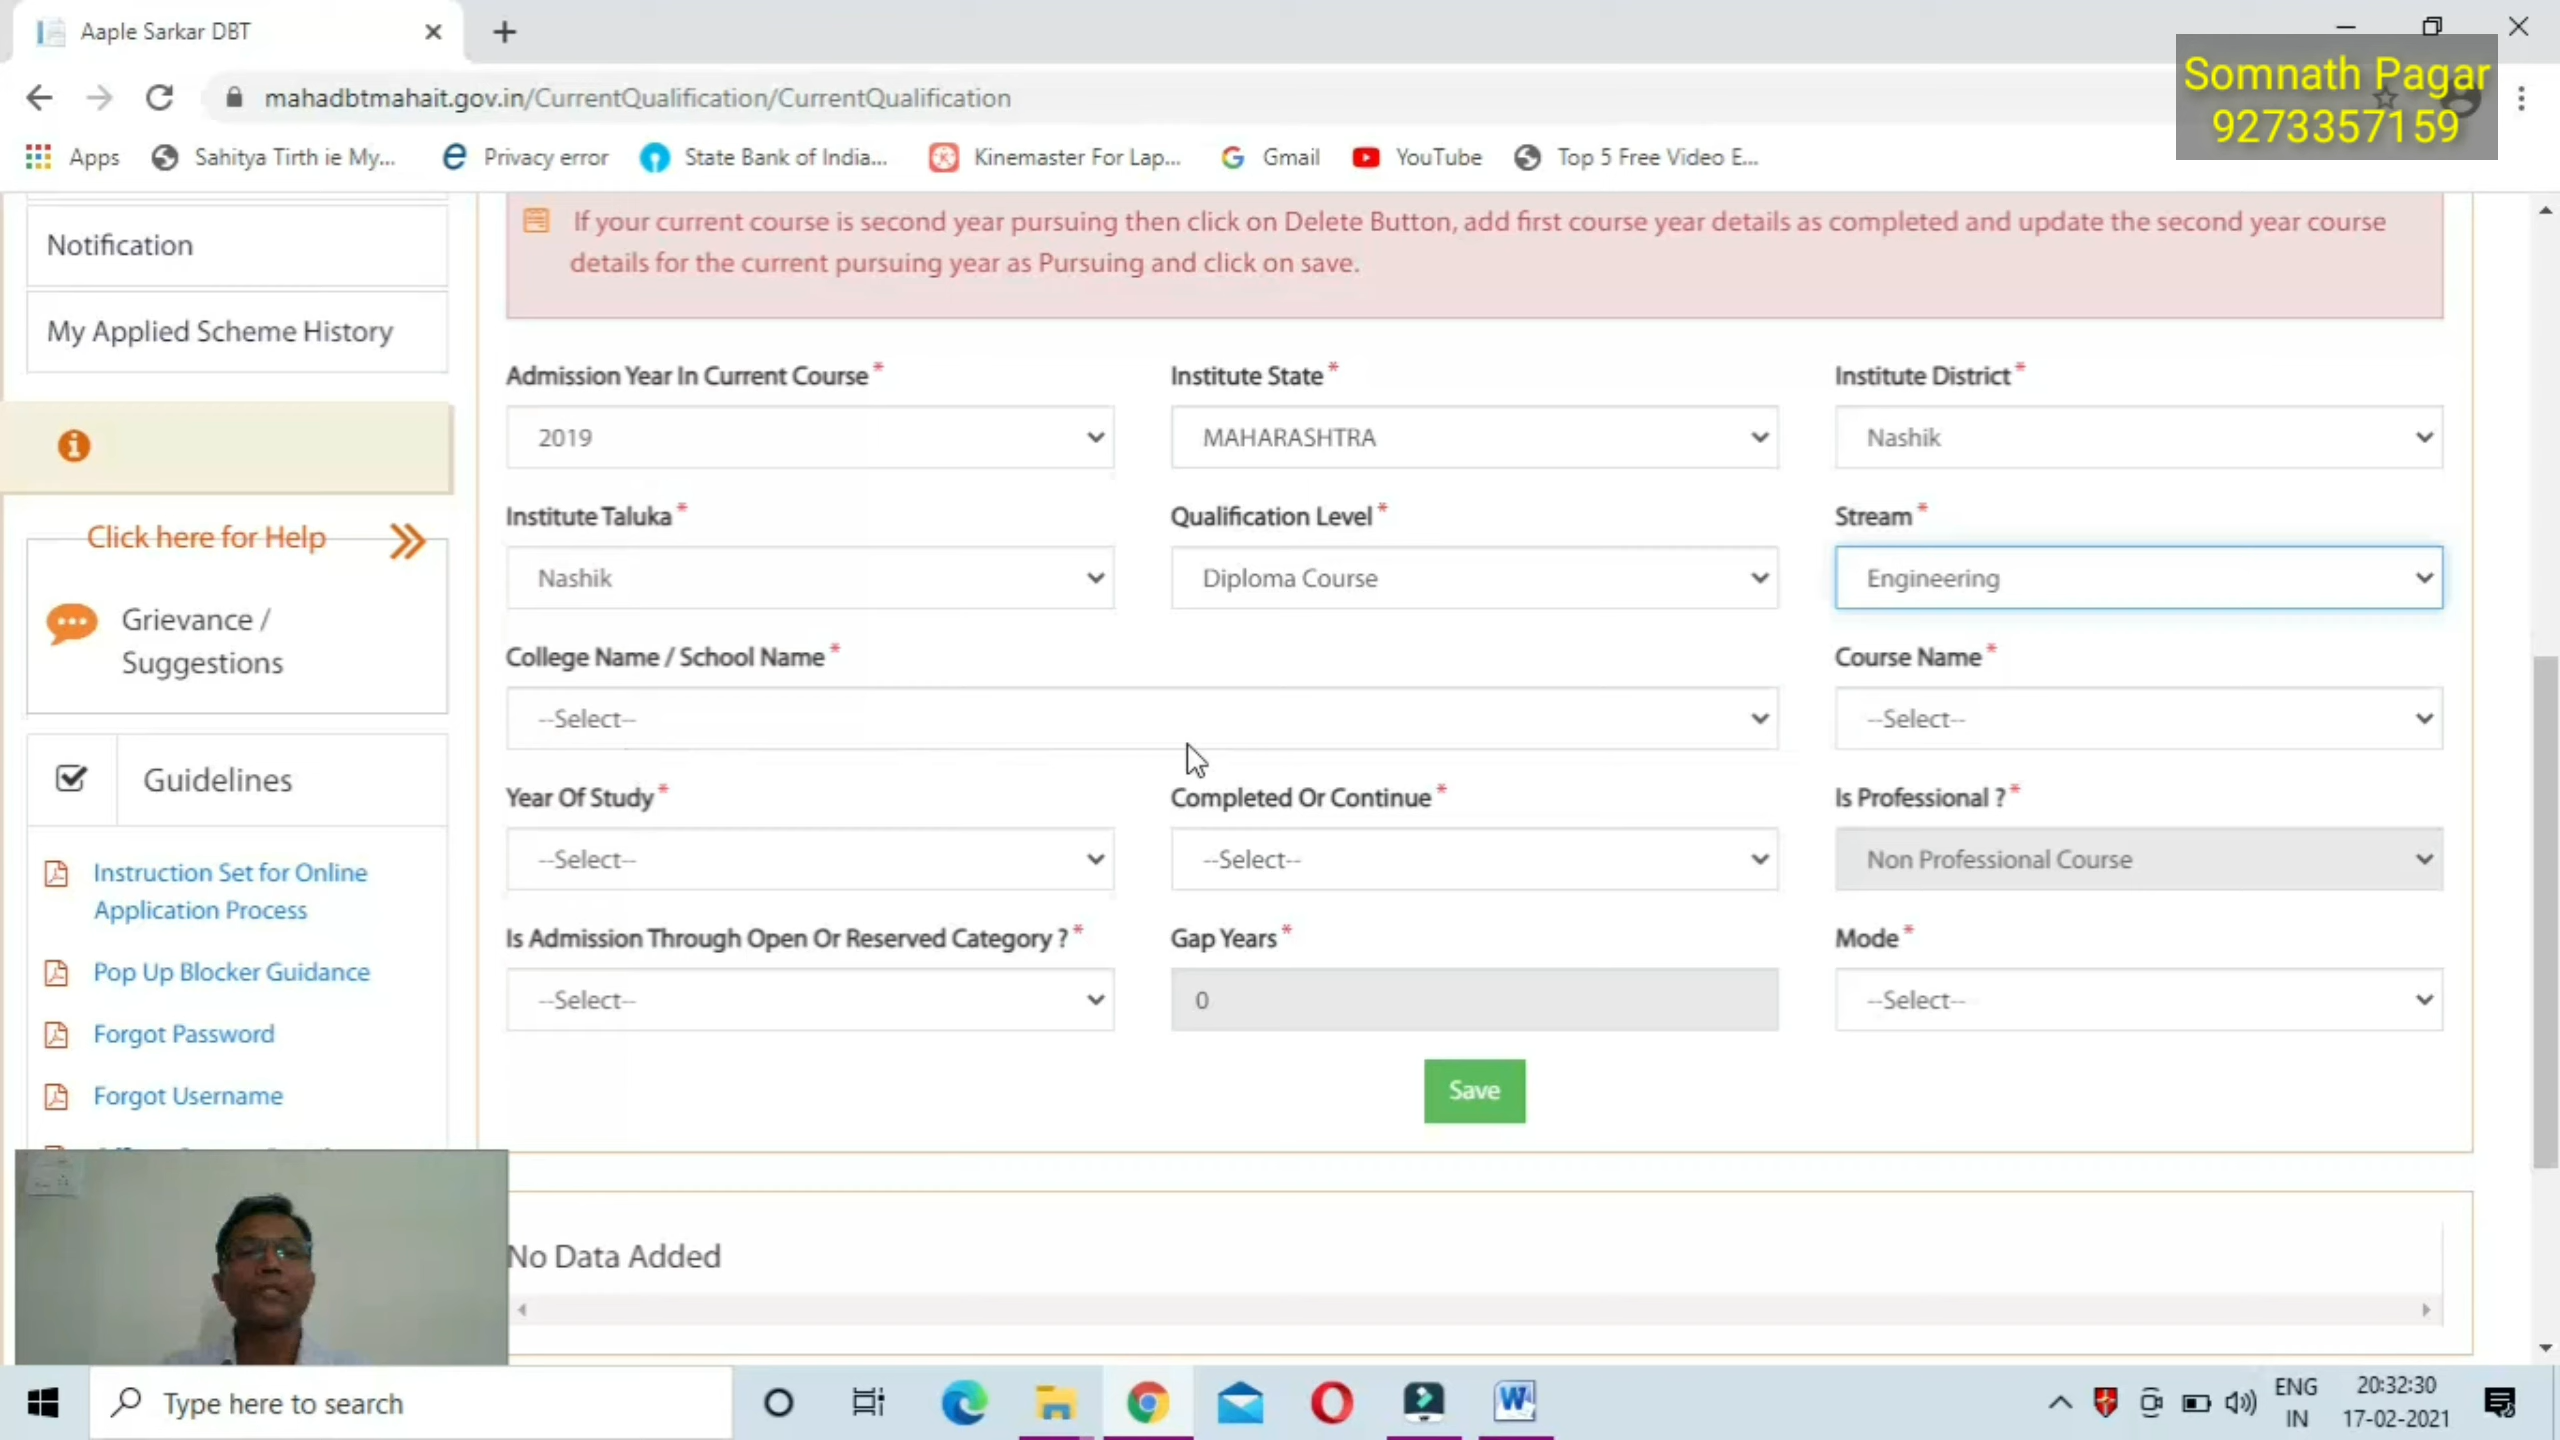 Aaple Sarkar DBT
mahadbtmahait.gov.in/CurrentQualification/CurrentQualification
Somnath Pagar
9273357159
Apps
Sahitya Tirth ie My...
Privacy error
State Bank of India...
Kinemaster For Lap...
Gmail
YouTube
Top 5 Free Video E...
Notification
My Applied Scheme History
Click here for Help
Grievance /
Suggestions
Guidelines
Instruction Set for Online
Application Process
Pop Up Blocker Guidance
Forgot Password
Forgot Username
If your current course is second year pursuing then click on Delete Button, add first course year details as completed and update the second year course
details for the current pursuing year as Pursuing and click on save.
Admission Year In Current Course *
Institute State *
Institute District *
2019
MAHARASHTRA
Nashik
Institute Taluka *
Qualification Level *
Stream *
Nashik
Diploma Course
Engineering
College Name / School Name *
Course Name *
--Select--
--Select--
Year Of Study *
Completed Or Continue *
Is Professional ? *
--Select--
--Select--
Non Professional Course
Is Admission Through Open Or Reserved Category ? *
Gap Years *
Mode *
--Select--
0
--Select--
Save
No Data Added
Type here to search
ENG
IN
20:32:30
17-02-2021